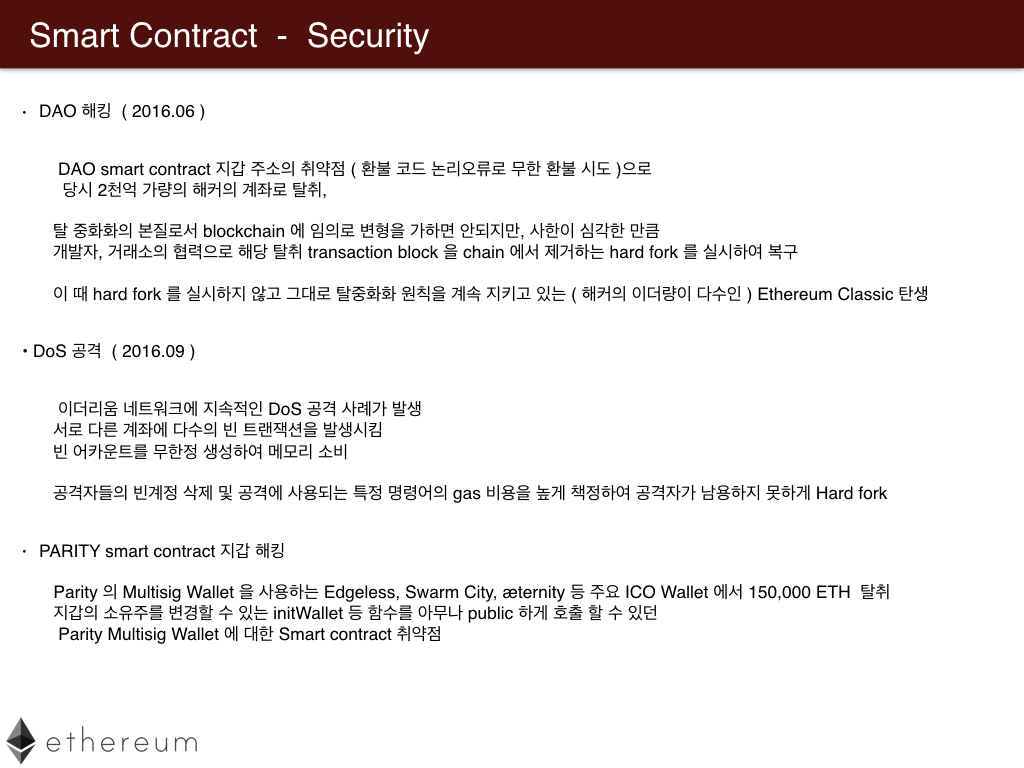 Smart Contract - Security
· DAO 해킹 ( 2016.06 )
DAO smart contract 지갑 주소의 취약점 ( 환불 코드 논리오류로 무한 환불 시도 )으로
당시 2천억 가량의 해커의 계좌로 탈취,
탈 중화화의 본질로서 blockchain 에 임의로 변형을 가하면 안되지만, 사한이 심각한 만큼
개발자, 거래소의 협력으로 해당 탈취 transaction block 을 chain 에서 제거하는 hard fork 를 실시하여 복구
이 때 hard fork 를 실시하지 않고 그대로 탈중화화 원칙을 계속 지키고 있는 ( 해커의 이더량이 다수인 ) Ethereum Classic 탄생
• DoS 공격 ( 2016.09 )
이더리움 네트워크에 지속적인 DoS 공격 사례가 발생
서로 다른 계좌에 다수의 빈 트랜잭션을 발생시킴
빈 어카운트를 무한정 생성하여 메모리 소비
공격자들의 빈계정 삭제 및 공격에 사용되는 특정 명령어의 gas 비용을 높게 책정하여 공격자가 남용하지 못하게 Hard fork
· PARITY smart contract 지갑 해킹
Parity 의 Multisig Wallet 을 사용하는 Edgeless, Swarm City, æternity 등 주요 ICO Wallet 에서 150,000 ETH 탈취
지갑의 소유주를 변경할 수 있는 initWallet 등 함수를 아무나 public 하게 호출 할 수 있던
Parity Multisig Wallet 에 대한 Smart contract 취약점
ethereum